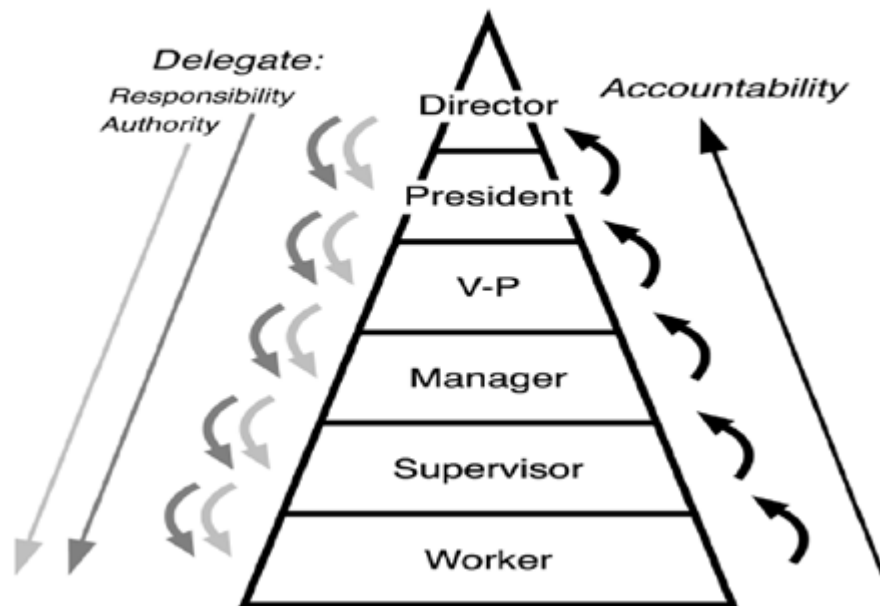 Delegate:
Responsibility
Authority
Accountability
Director
President
V-P
Manager
Supervisor
Worker